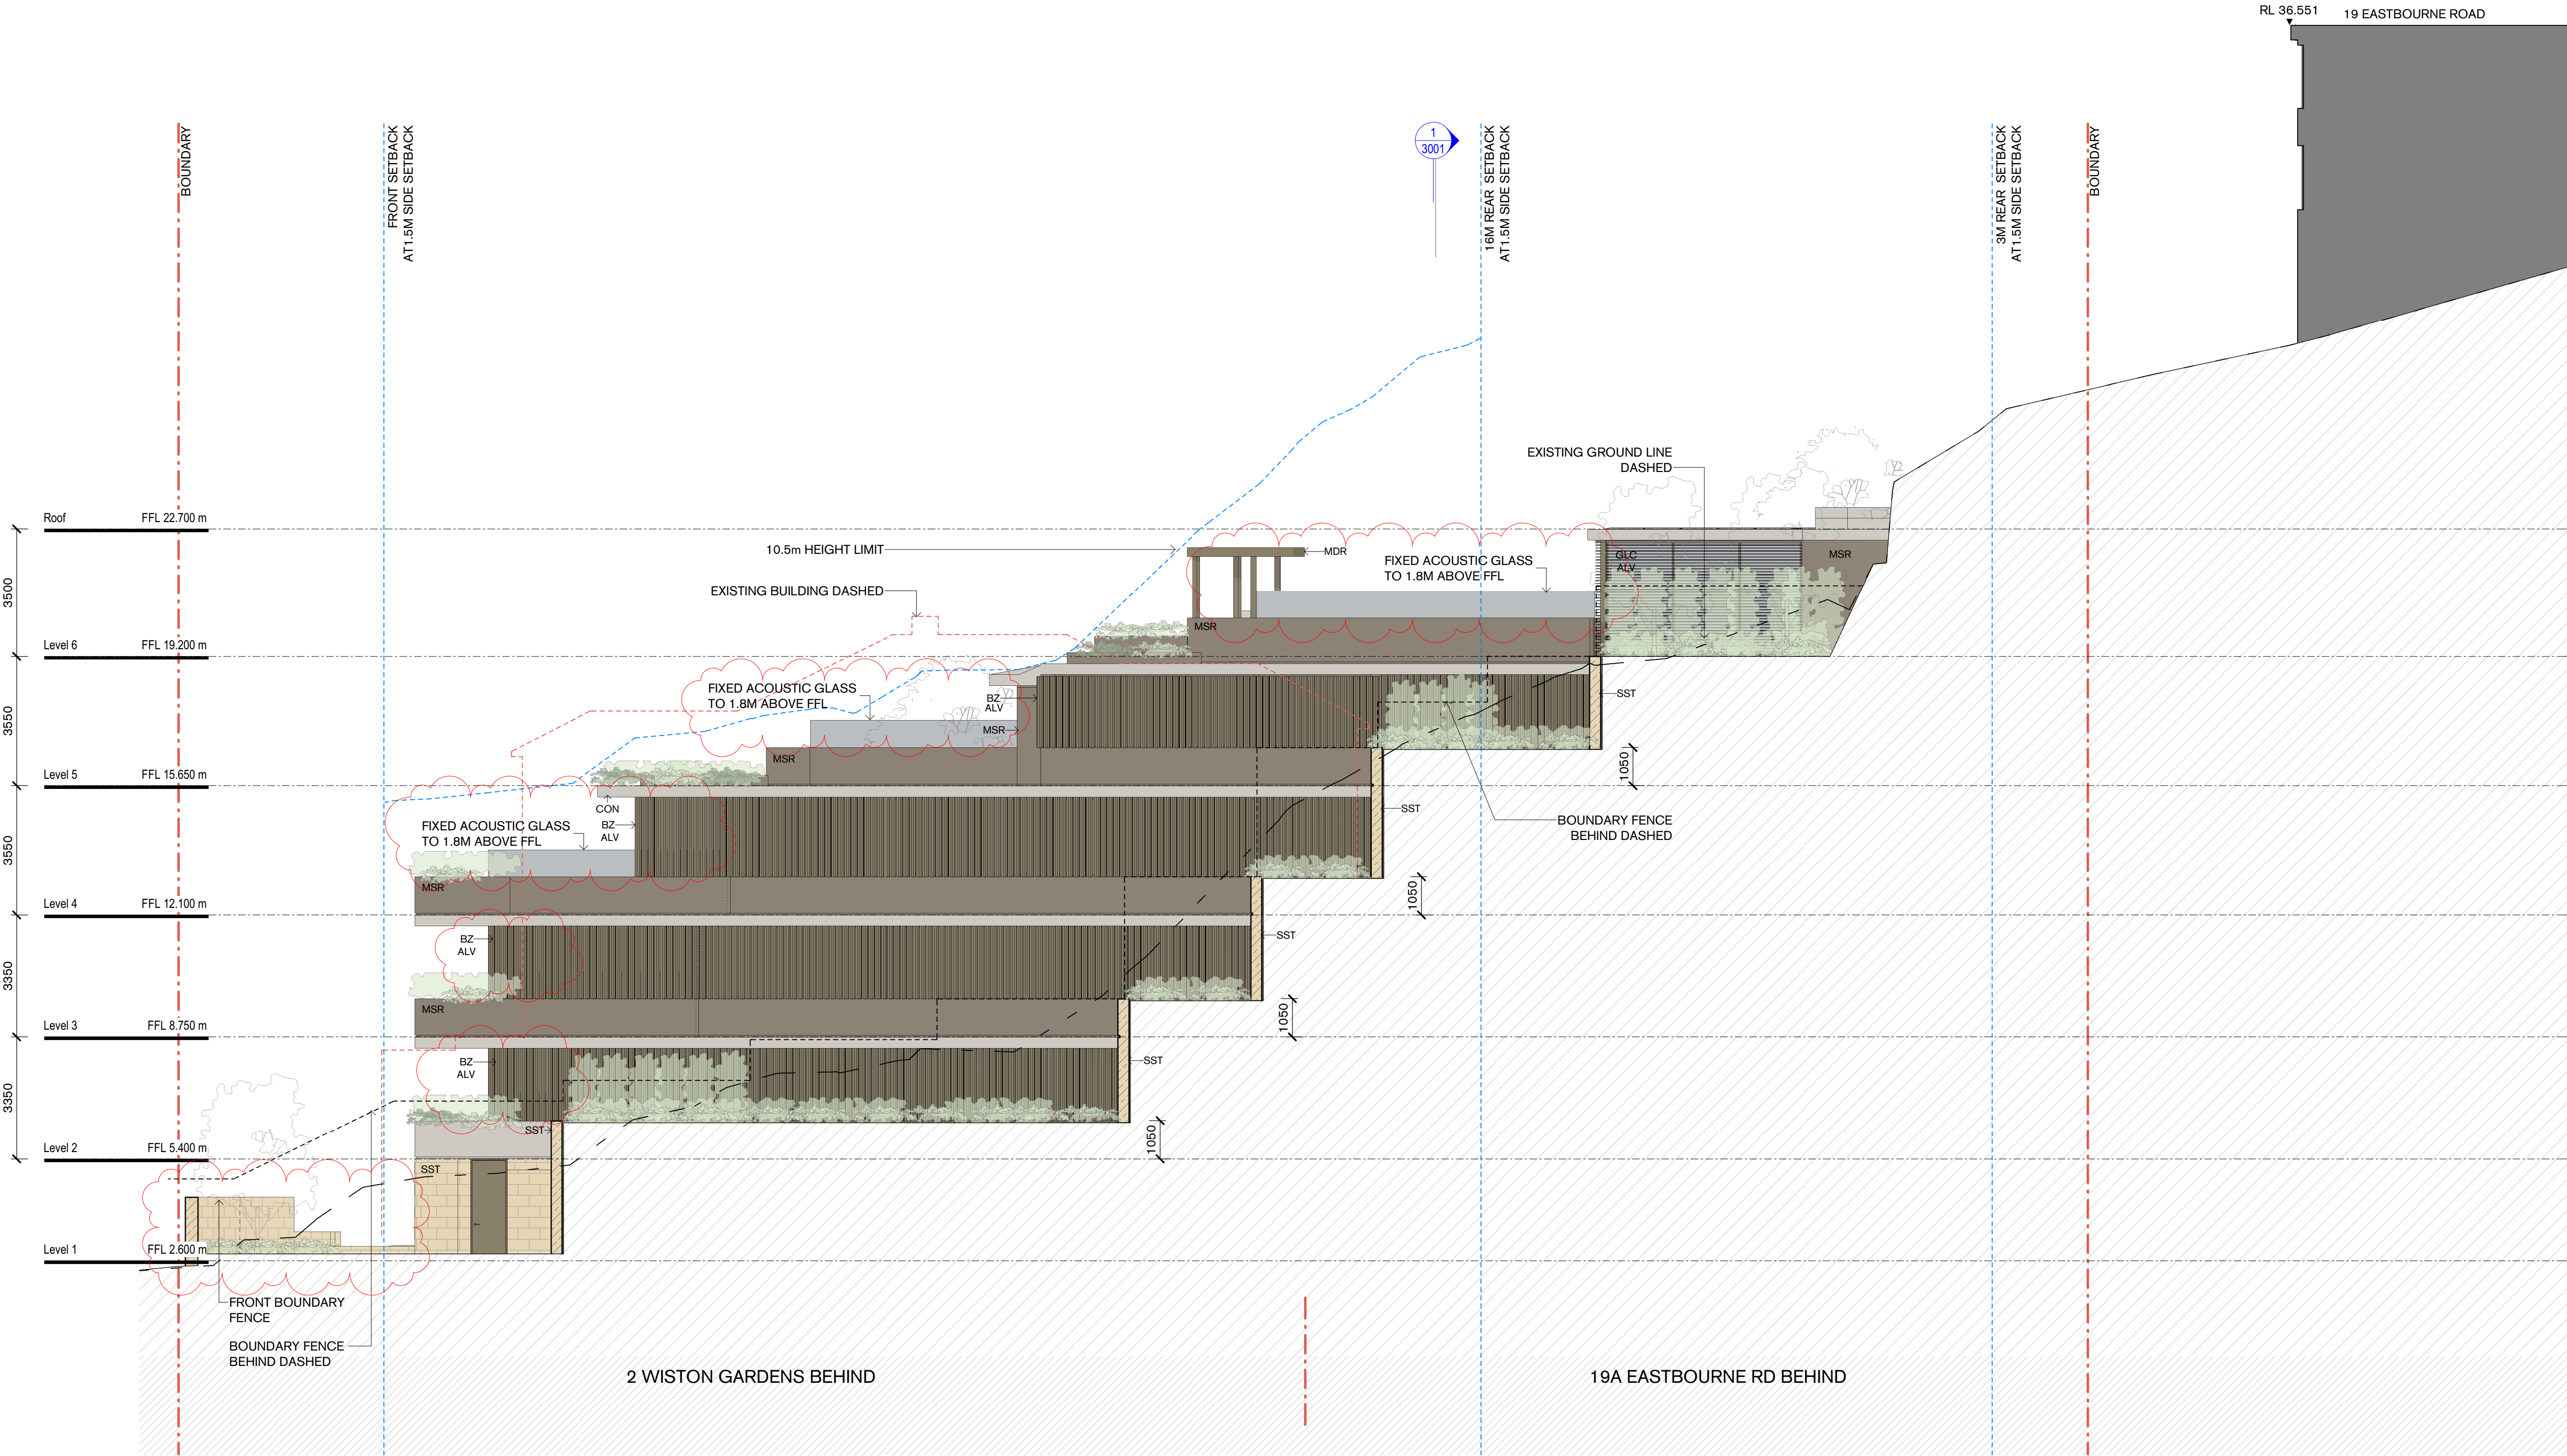 RL 36.551
19 EASTBOURNE ROAD
BOUNDARY
FRONT SETBACK
AT1.5M SIDE SETBACK
1
3001
16M REAR SETBACK
AT1.5M SIDE SETBACK
3M REAR SETBACK
AT1.5M SIDE SETBACK
BOUNDARY
EXISTING GROUND LINE
DASHED
Roof FFL 22.700 m
10.5m HEIGHT LIMIT
MDR
FIXED ACOUSTIC GLASS
TO 1.8M ABOVE FFL
GLC
ALV
MSR
EXISTING BUILDING DASHED
3500
MSR
Level 6 FFL 19.200 m
FIXED ACOUSTIC GLASS
TO 1.8M ABOVE FFL
BZ
ALV
SST
MSR
3550
MSR
1050
Level 5 FFL 15.650 m
CON
SST
BZ
ALV
FIXED ACOUSTIC GLASS
TO 1.8M ABOVE FFL
BOUNDARY FENCE
BEHIND DASHED
3550
MSR
1050
Level 4 FFL 12.100 m
BZ
ALV
SST
3350
MSR
1050
Level 3 FFL 8.750 m
BZ
ALV
SST
3350
SST
1050
Level 2 FFL 5.400 m
SST
Level 1 FFL 2.600 m
FRONT BOUNDARY
FENCE
BOUNDARY FENCE
BEHIND DASHED
2 WISTON GARDENS BEHIND
19A EASTBOURNE RD BEHIND